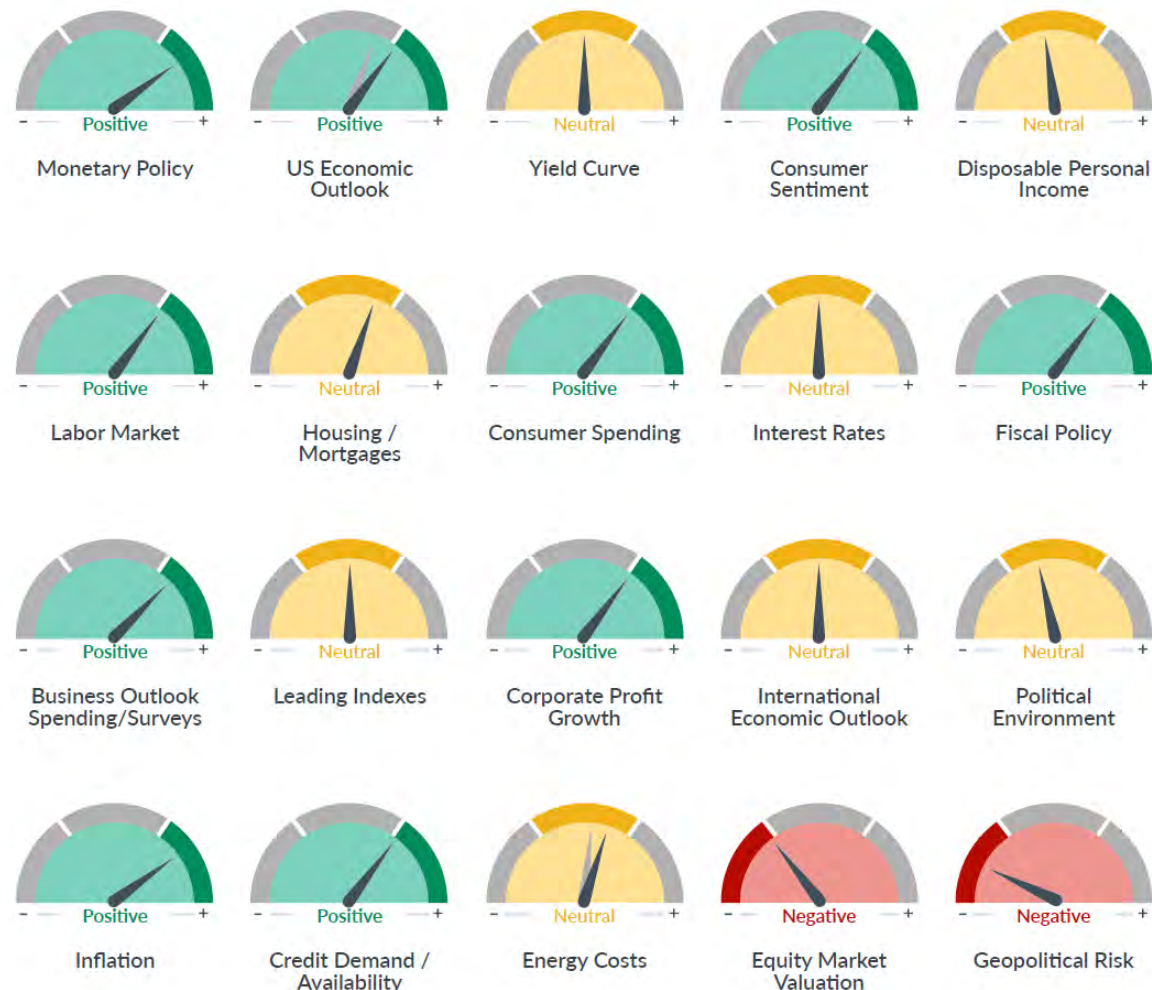 - Positive +
Monetary Policy
- Positive +
US Economic
Outlook
- Neutral +
Yield Curve
- Positive +
Consumer
Sentiment
- Neutral +
Disposable Personal
Income
- Positive +
Labor Market
- Neutral +
Housing /
Mortgages
- Positive +
Consumer Spending
- Neutral +
Interest Rates
- Positive +
Fiscal Policy
- Positive +
Business Outlook
Spending/Surveys
- Neutral +
Leading Indexes
- Positive +
Corporate Profit
Growth
- Neutral +
International
Economic Outlook
- Neutral +
Political
Environment
- Positive +
Inflation
- Positive +
Credit Demand /
Availability
- Neutral +
Energy Costs
- Negative +
Equity Market
Valuation
- Negative +
Geopolitical Risk